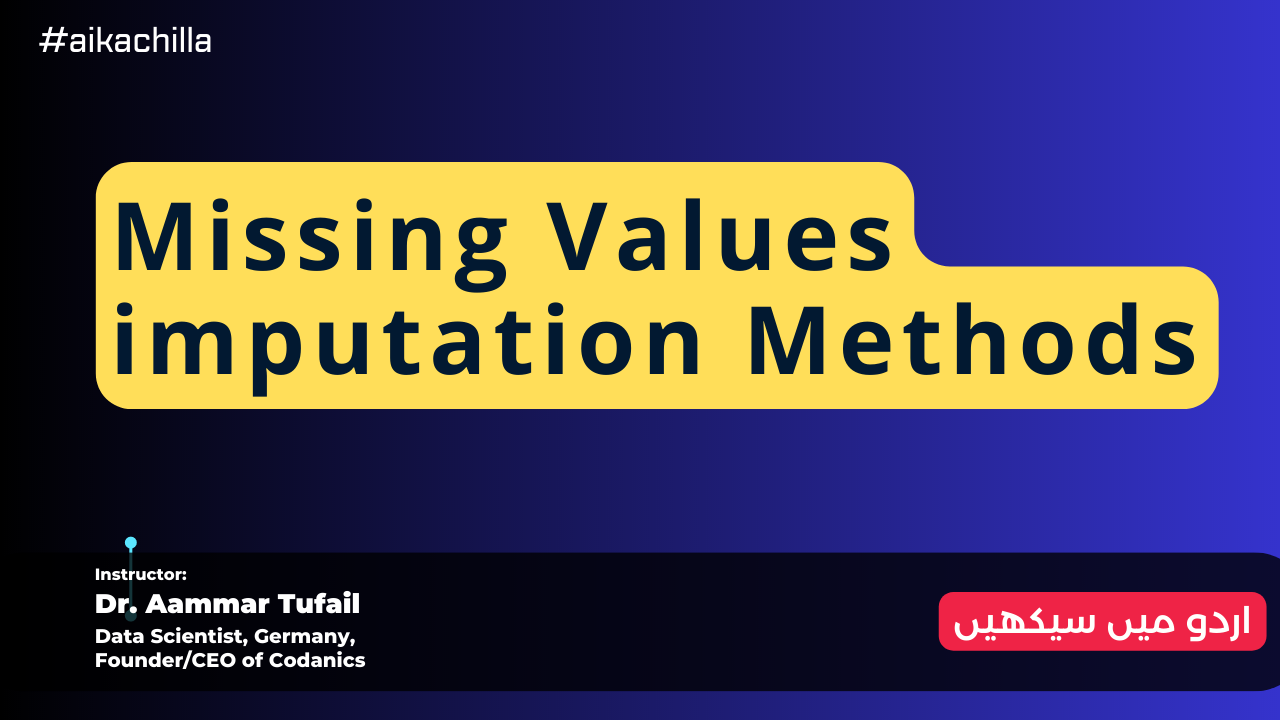 #aikachilla
Missing Values
imputation Methods
Instructor:
Dr. Aammar Tufail
Data Scientist, Germany,
Founder/CEO of Codanics
اردو میں سیکھیں